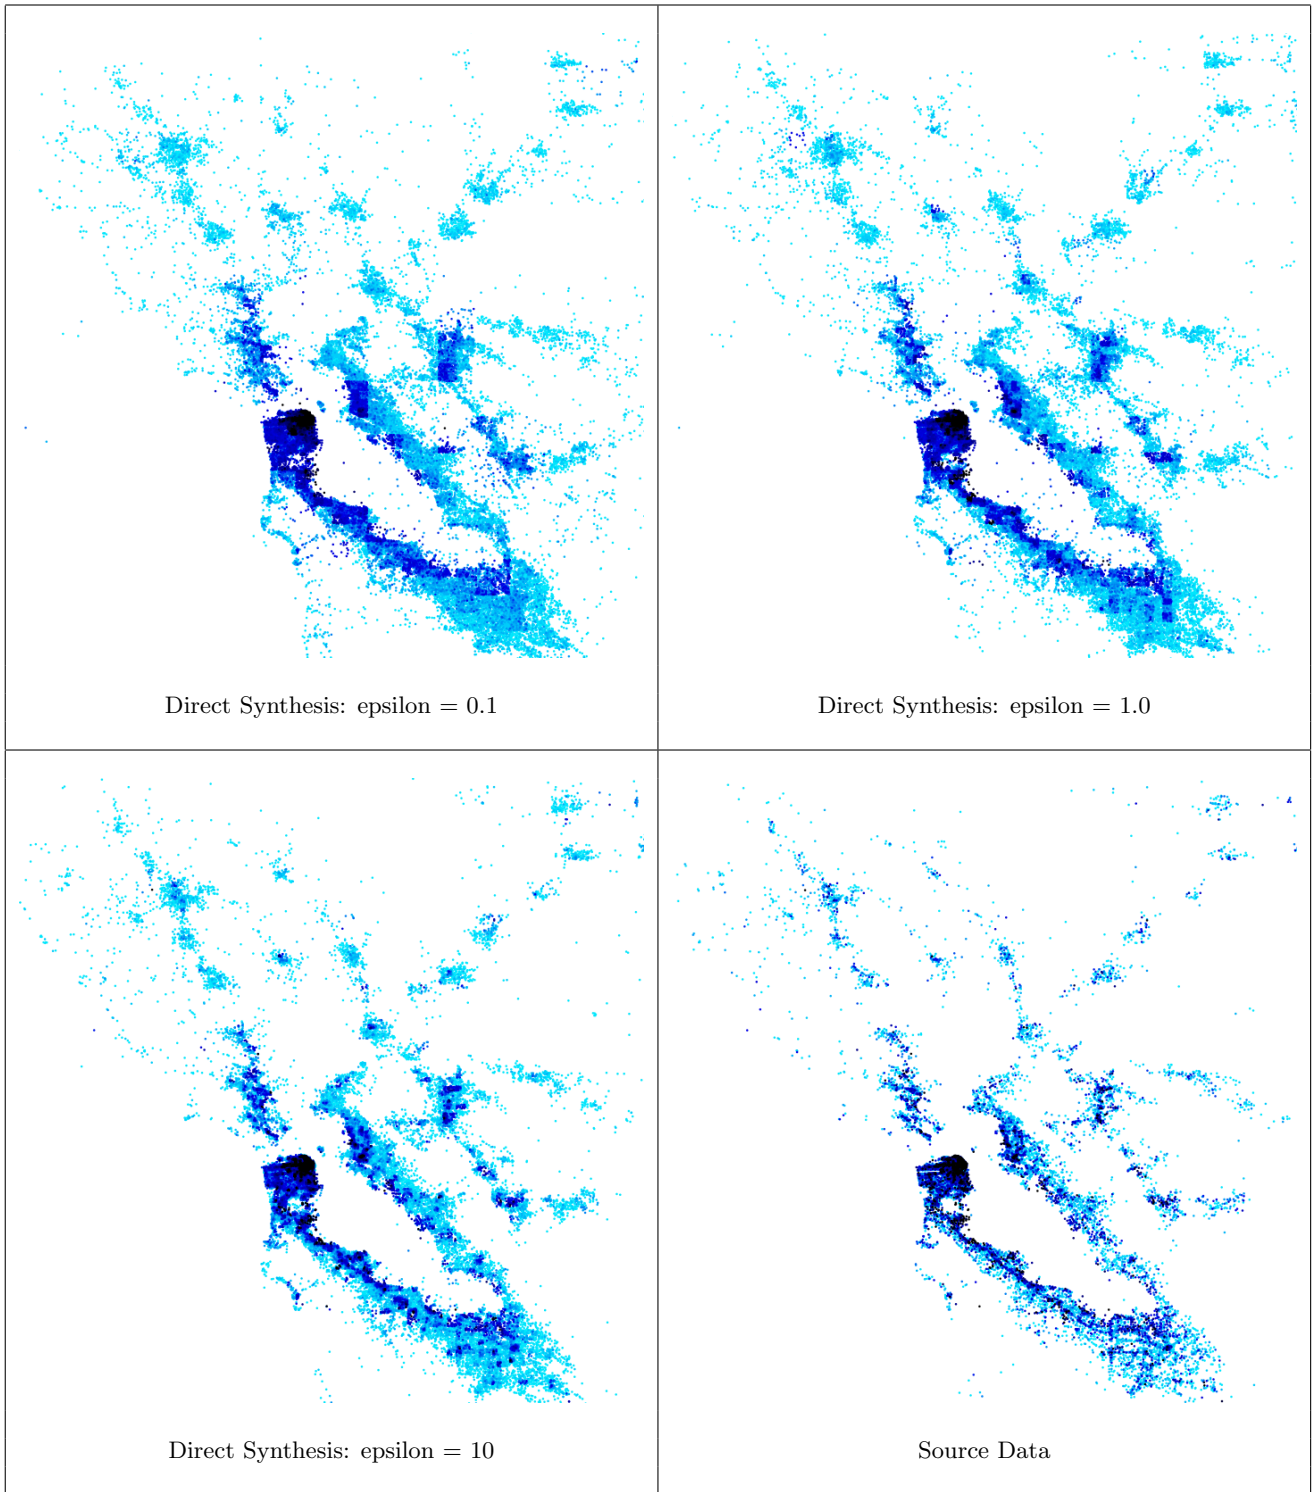 Direct Synthesis: epsilon = 0.1
Direct Synthesis: epsilon = 1.0
Direct Synthesis: epsilon = 10
Source Data